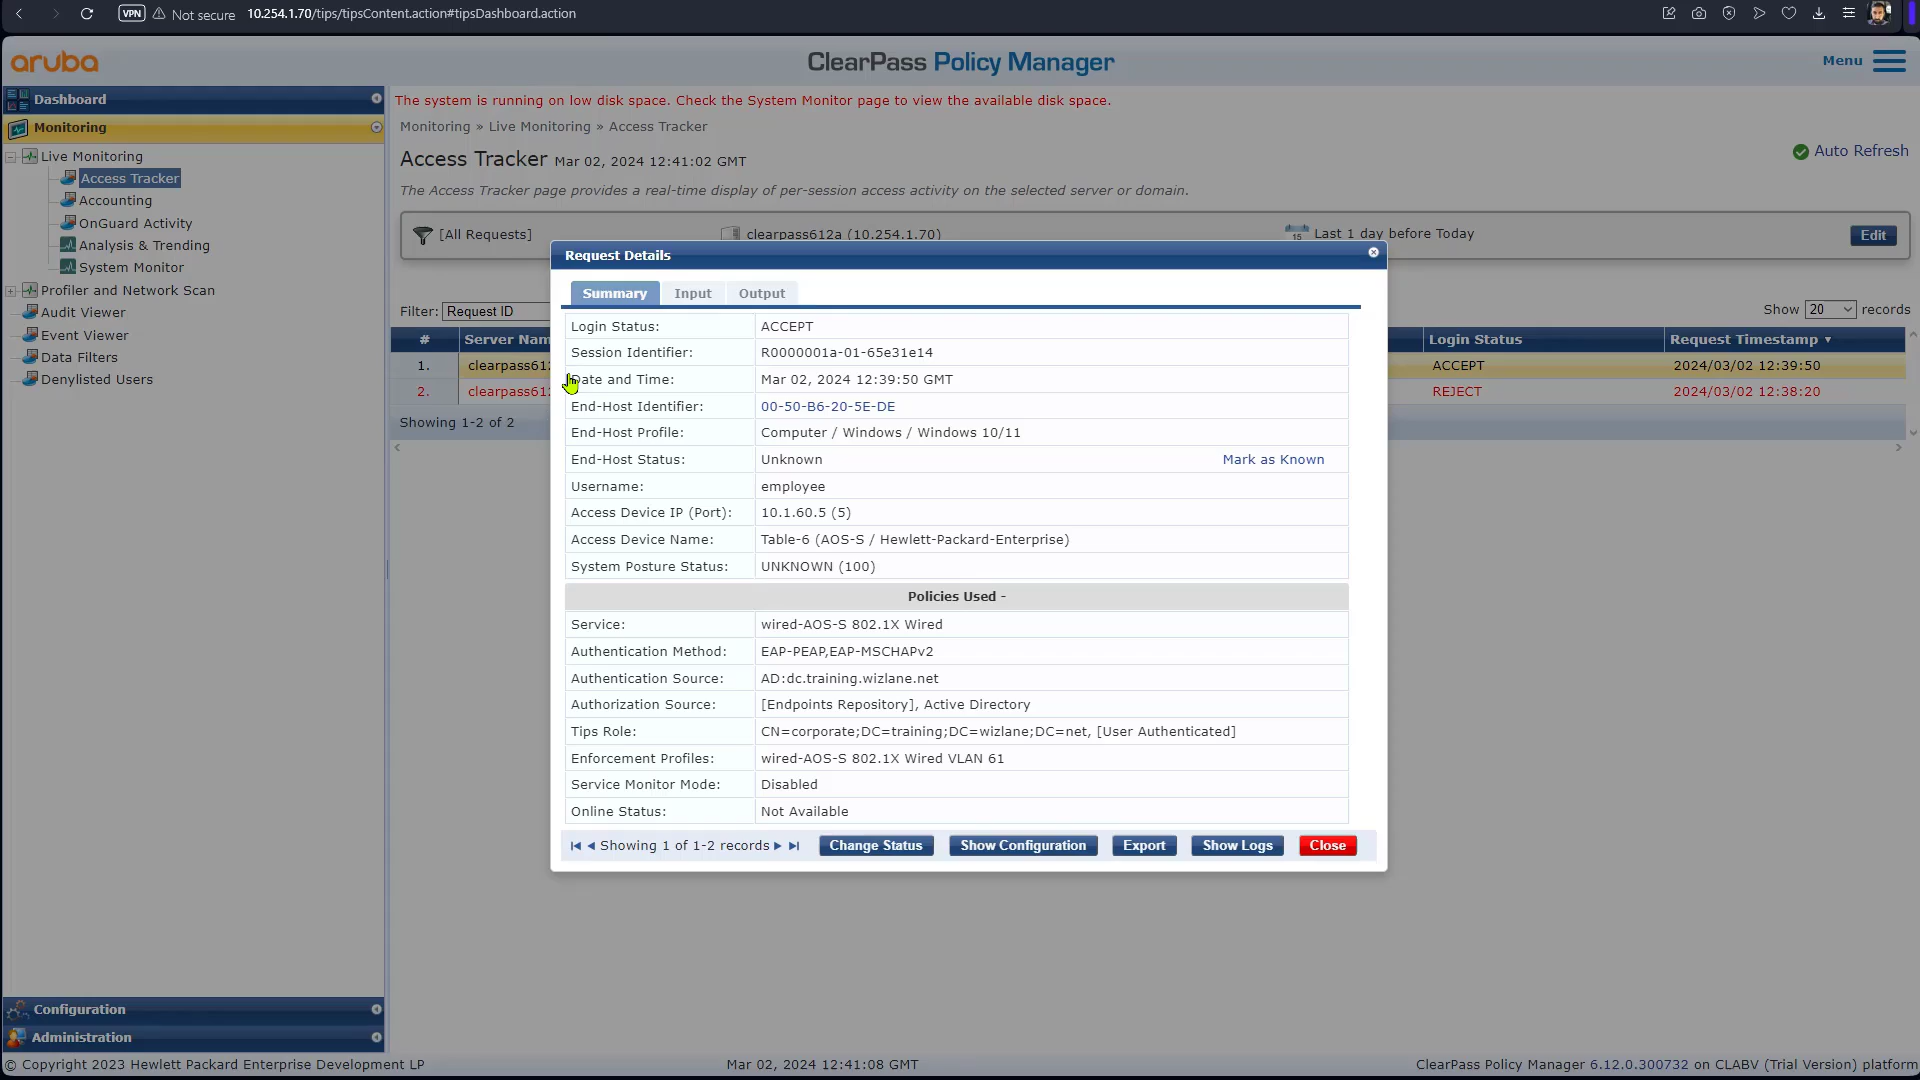 VPN Not secure 10.254.1.70/tips/tipsContent.action#tipsDashboard.action
aruba
ClearPass Policy Manager
Menu
Dashboard
The system is running on low disk space. Check the System Monitor page to view the available disk space.
Monitoring
Monitoring » Live Monitoring » Access Tracker
Live Monitoring
Access Tracker Mar 02, 2024 12:41:02 GMT
Auto Refresh
Access Tracker
The Access Tracker page provides a real-time display of per-session access activity on the selected server or domain.
Accounting
OnGuard Activity
[All Requests] clearpass612a (10.254.1.70) 15 Last 1 day before Today Edit
Analysis & Trending
System Monitor
Profiler and Network Scan
Audit Viewer
Event Viewer
Data Filters
Denylisted Users
Filter: Request ID
Show 20 records
# Server Nam Login Status Request Timestamp
1. clearpass612 ACCEPT 2024/03/02 12:39:50
2. clearpass612 REJECT 2024/03/02 12:38:20
Showing 1-2 of 2
Request Details
Summary Input Output
Login Status: ACCEPT
Session Identifier: R0000001a-01-65e31e14
Date and Time: Mar 02, 2024 12:39:50 GMT
End-Host Identifier: 00-50-B6-20-5E-DE
End-Host Profile: Computer / Windows / Windows 10/11
End-Host Status: Unknown Mark as Known
Username: employee
Access Device IP (Port): 10.1.60.5 (5)
Access Device Name: Table-6 (AOS-S / Hewlett-Packard-Enterprise)
System Posture Status: UNKNOWN (100)
Policies Used -
Service: wired-AOS-S 802.1X Wired
Authentication Method: EAP-PEAP,EAP-MSCHAPv2
Authentication Source: AD:dc.training.wizlane.net
Authorization Source: [Endpoints Repository], Active Directory
Tips Role: CN=corporate;DC=training;DC=wizlane;DC=net, [User Authenticated]
Enforcement Profiles: wired-AOS-S 802.1X Wired VLAN 61
Service Monitor Mode: Disabled
Online Status: Not Available
Showing 1 of 1-2 records Change Status Show Configuration Export Show Logs Close
Configuration
Administration
© Copyright 2023 Hewlett Packard Enterprise Development LP Mar 02, 2024 12:41:08 GMT ClearPass Policy Manager 6.12.0.300732 on CLABV (Trial Version) platform